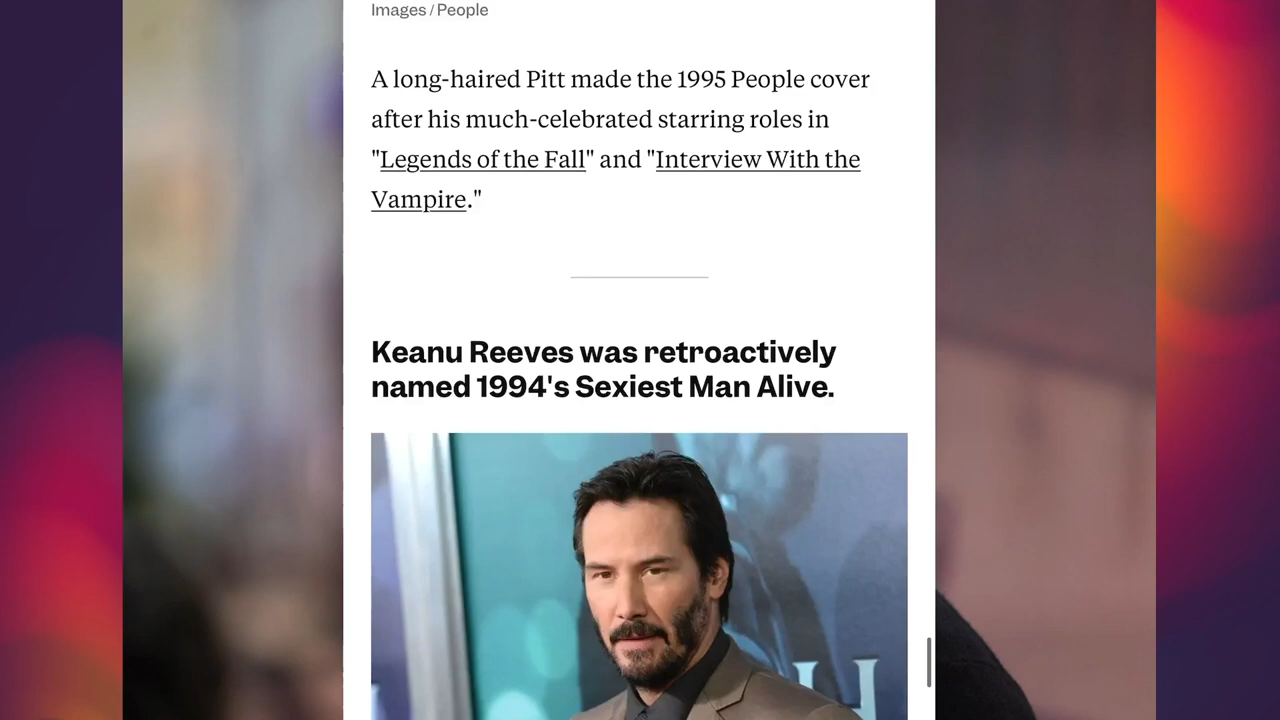 Images / People
A long-haired Pitt made the 1995 People cover
after his much-celebrated starring roles in
"Legends of the Fall" and "Interview With the
Vampire."
Keanu Reeves was retroactively
named 1994's Sexiest Man Alive.
H